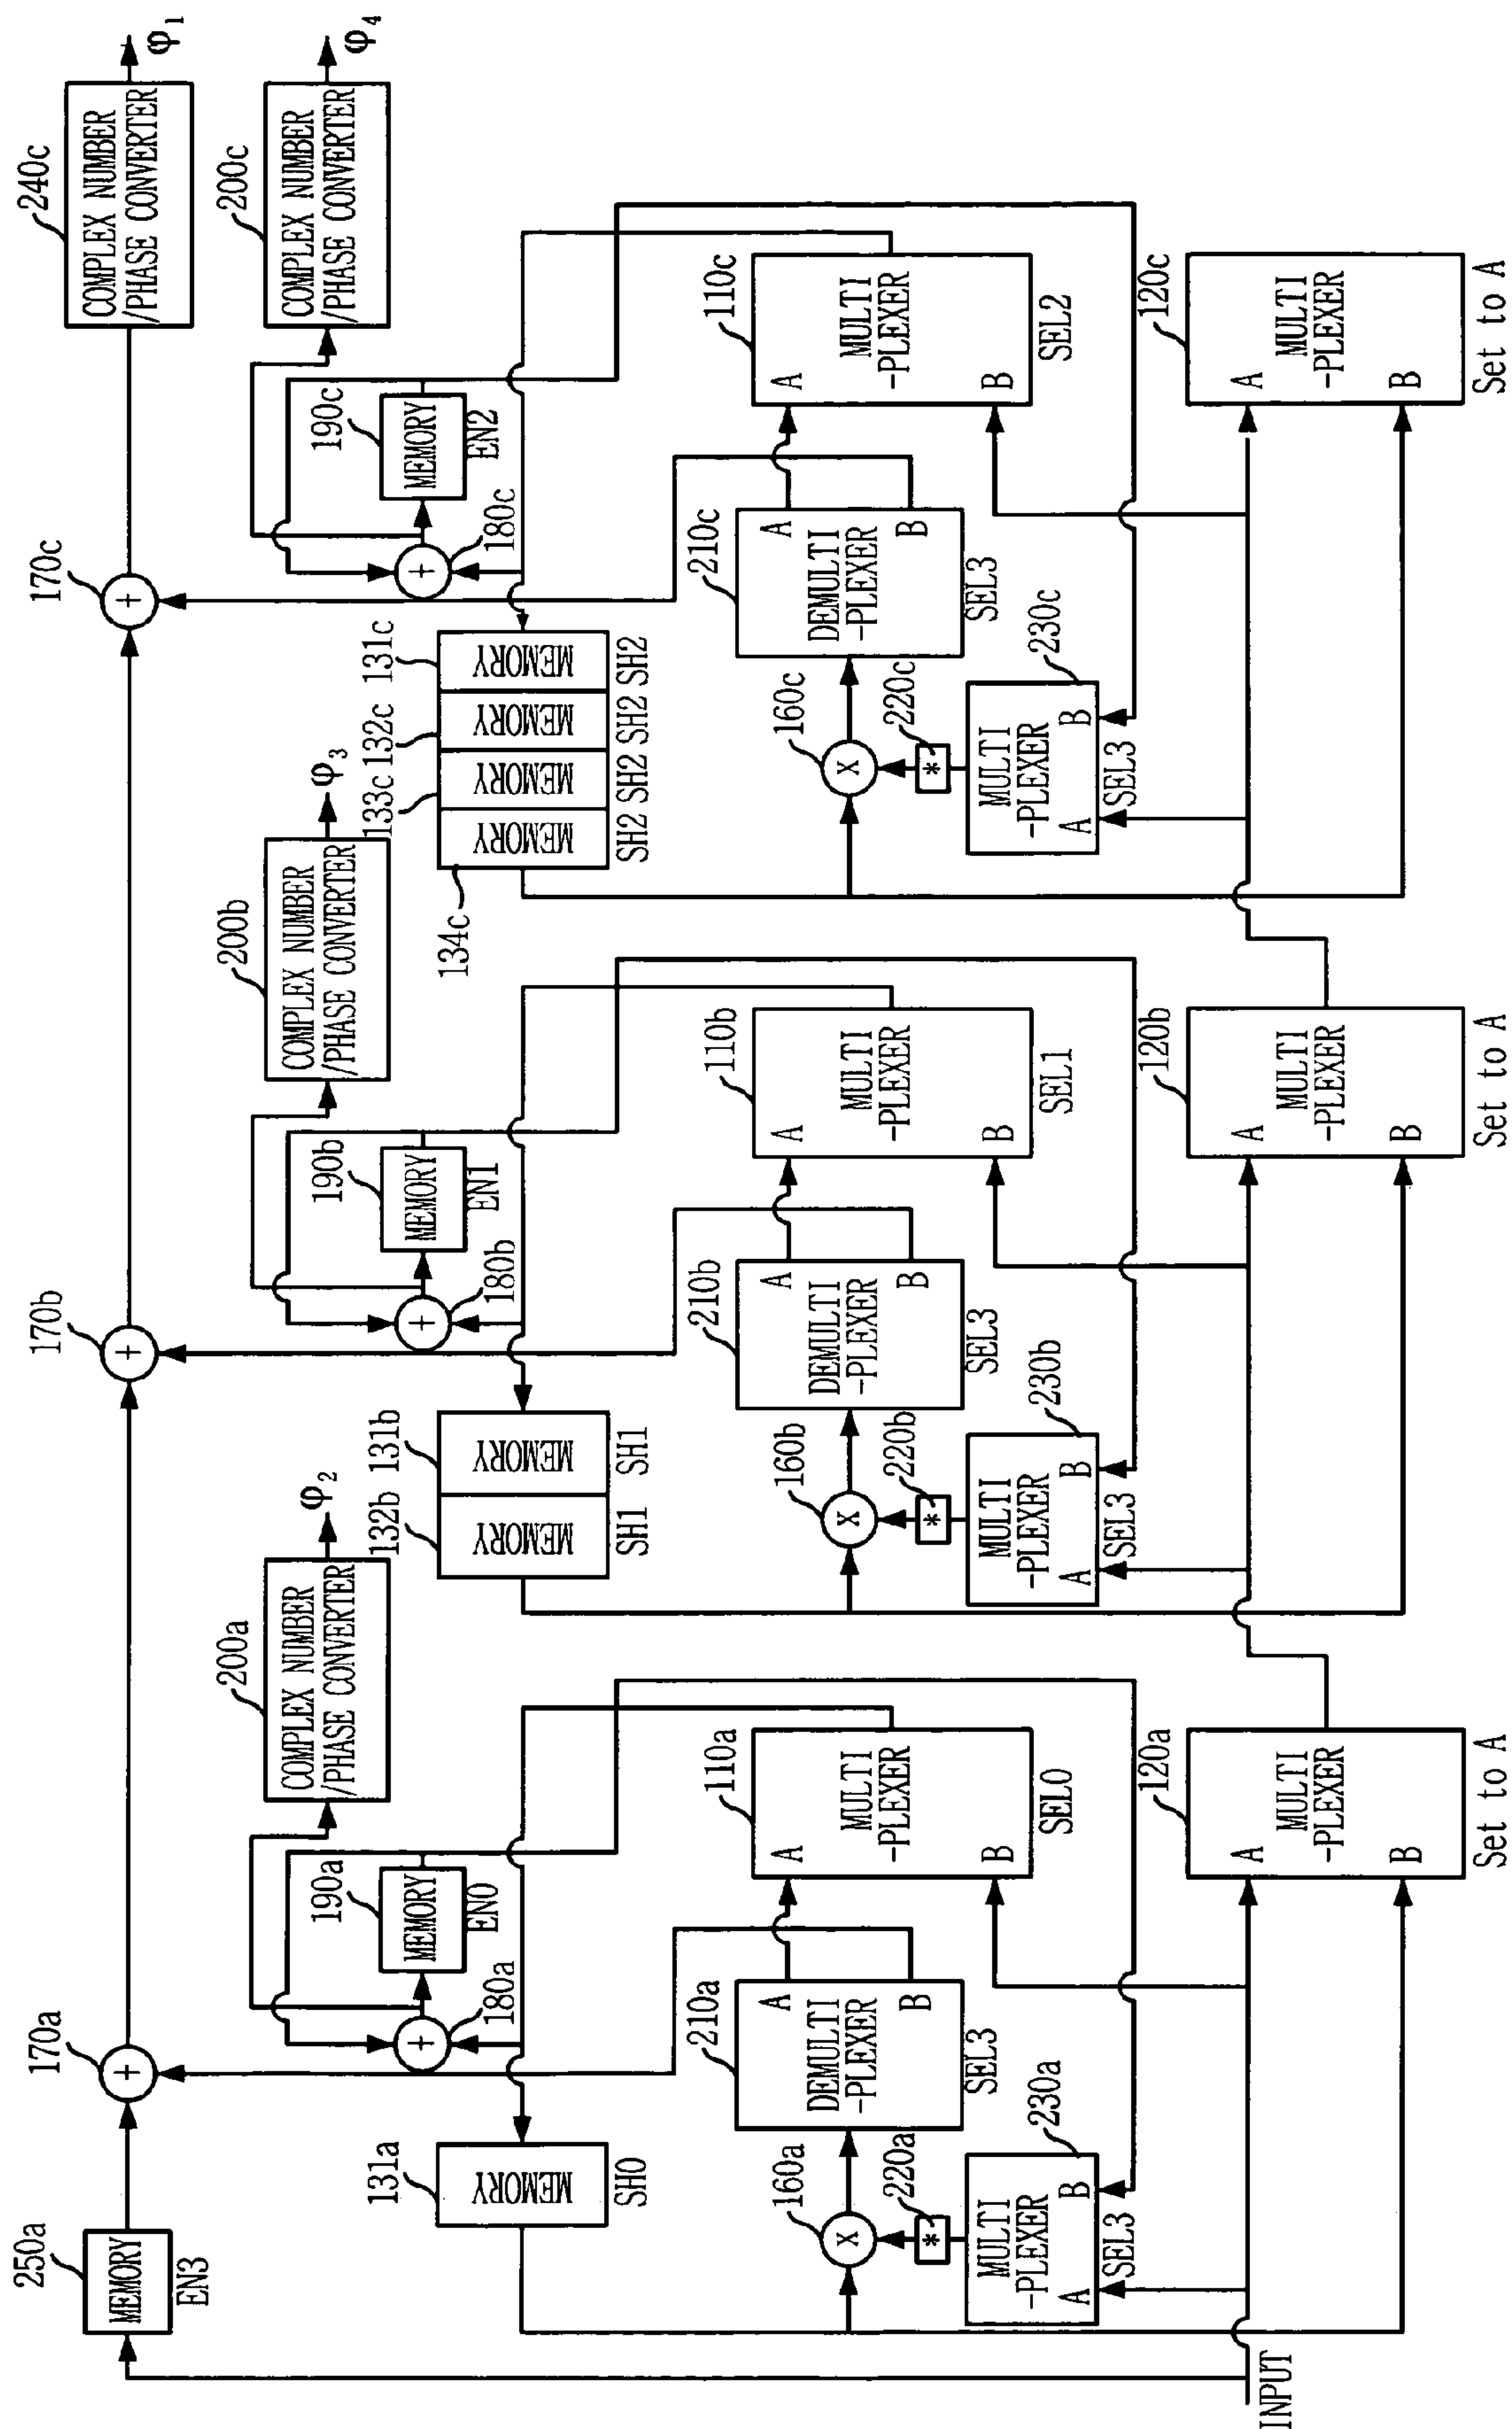 240c
COMPLEX NUMBER
/PHASE CONVERTER
φ1
170c
+
170b
+
170a
+
250a
MEMORY
EN3
200c
COMPLEX NUMBER
/PHASE CONVERTER
φ4
200b
COMPLEX NUMBER
/PHASE CONVERTER
φ3
200a
COMPLEX NUMBER
/PHASE CONVERTER
φ2
190c
MEMORY
EN2
180c
+
190b
MEMORY
EN1
180b
+
190a
MEMORY
EN0
180a
+
131c
132c
133c
134c
MEMORY
MEMORY
MEMORY
MEMORY
SH2
SH2
SH2
SH2
131b
132b
MEMORY
MEMORY
SH1
SH1
131a
MEMORY
SH0
110c
A
B
MULTI
-PLEXER
SEL2
210c
DEMULTI
-PLEXER
A
B
SEL3
160c
X
220c
*
230c
MULTI
-PLEXER
A
B
SEL3
110b
A
B
MULTI
-PLEXER
SEL1
210b
DEMULTI
-PLEXER
A
B
SEL3
160b
X
220b
*
230b
MULTI
-PLEXER
A
B
SEL3
110a
A
B
MULTI
-PLEXER
SEL0
210a
DEMULTI
-PLEXER
A
B
SEL3
160a
X
220a
*
230a
MULTI
-PLEXER
A
B
SEL3
120c
A
B
MULTI
-PLEXER
Set to A
120b
A
B
MULTI
-PLEXER
Set to A
120a
A
B
MULTI
-PLEXER
Set to A
INPUT